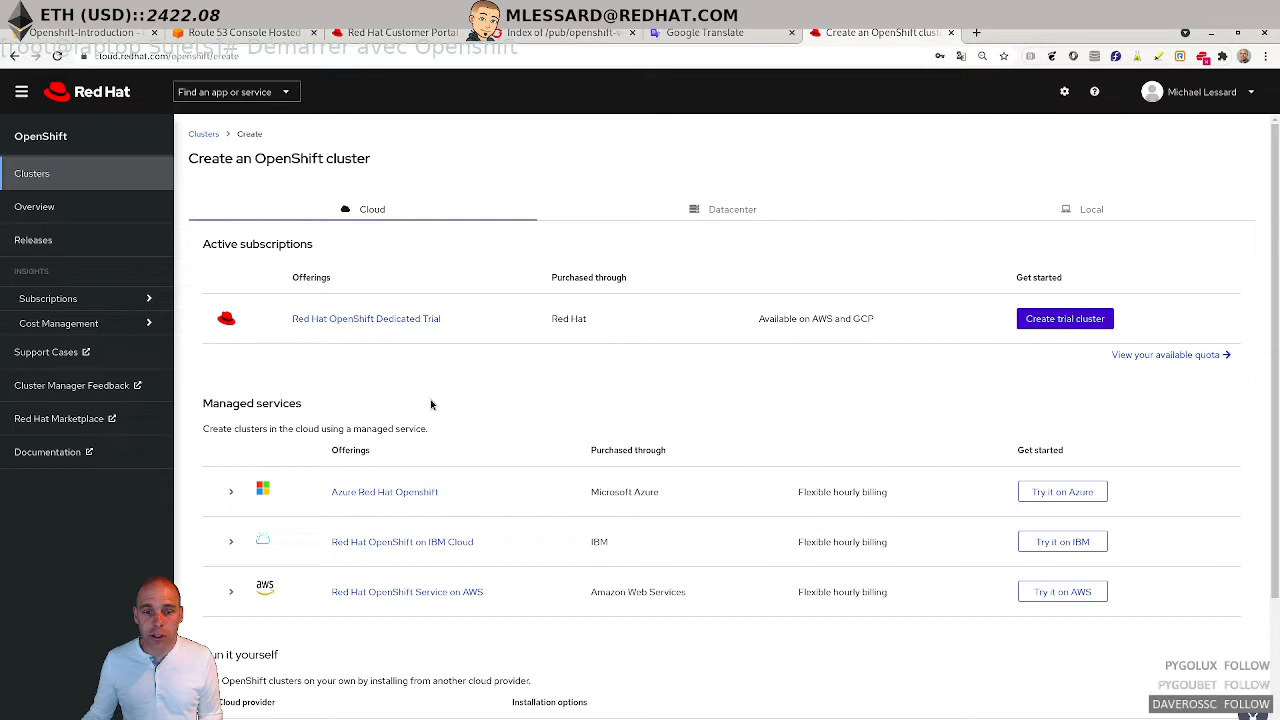 ETH (USD)::2422.08
MLESSARD@REDHAT.COM
Openshift-Introduction -
Route 53 Console Hosted
Red Hat Customer Portal
Index of /pub/openshift-v
Google Translate
Create an OpenShift clust
[root@laptop Sujets]# Démarrer avec Openshift
cloud.redhat.com/openshift/create
Red Hat
Find an app or service
Michael Lessard
OpenShift
Clusters
Overview
Releases
INSIGHTS
Subscriptions
Cost Management
Support Cases
Cluster Manager Feedback
Red Hat Marketplace
Documentation
Clusters > Create
Create an OpenShift cluster
Cloud
Datacenter
Local
Active subscriptions
Offerings
Purchased through
Get started
Red Hat OpenShift Dedicated Trial
Red Hat
Available on AWS and GCP
Create trial cluster
View your available quota
Managed services
Create clusters in the cloud using a managed service.
Offerings
Purchased through
Get started
Azure Red Hat Openshift
Microsoft Azure
Flexible hourly billing
Try it on Azure
Red Hat OpenShift on IBM Cloud
IBM
Flexible hourly billing
Try it on IBM
aws
Red Hat OpenShift Service on AWS
Amazon Web Services
Flexible hourly billing
Try it on AWS
un it yourself
OpenShift clusters on your own by installing from another cloud provider.
loud provider
Installation options
PYGOLUX FOLLOW
PYGOUBET FOLLOW
DAVEROSSC FOLLOW